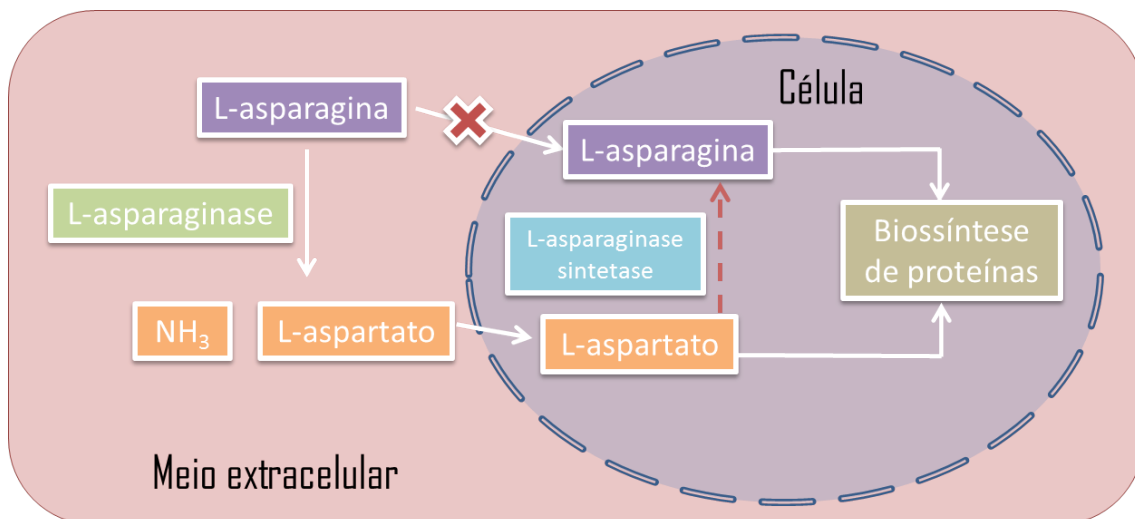 Célula
L-asparagina
L-asparagina
L-asparaginase
L-asparaginase
sintetase
Biossíntese
de proteínas
NH₃
L-aspartato
L-aspartato
Meio extracelular